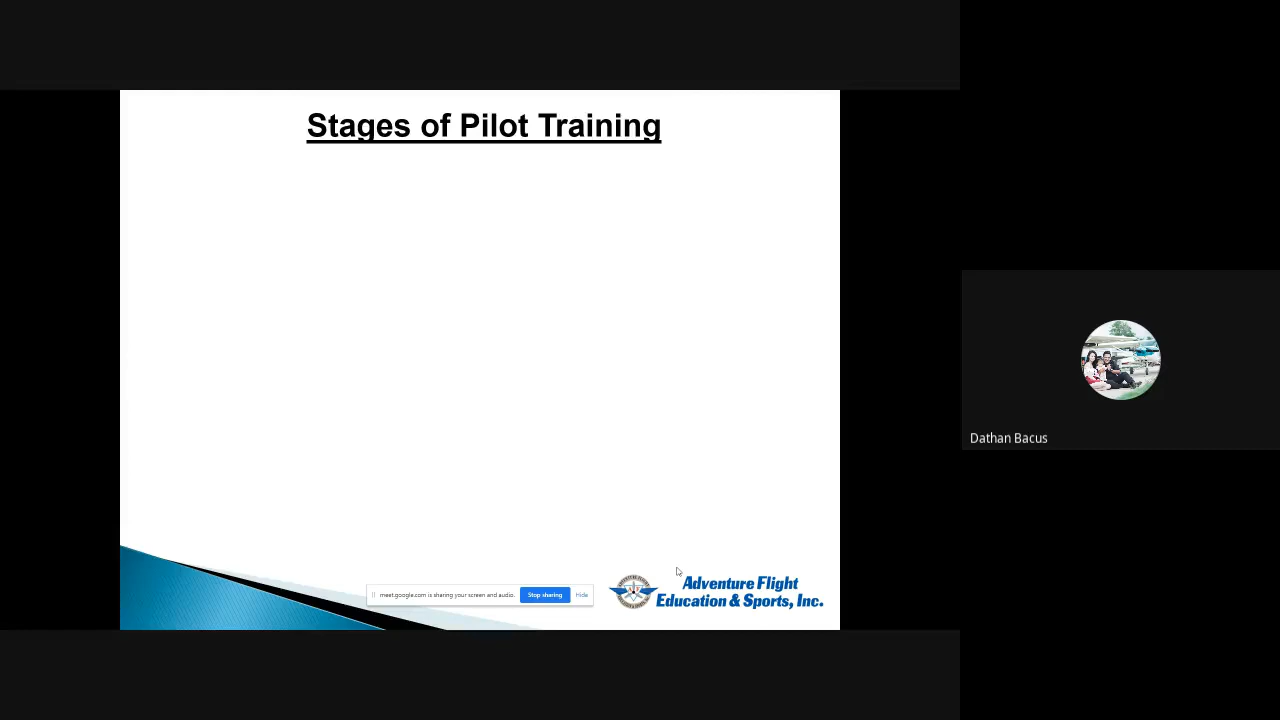 Stages of Pilot Training
Dathan Bacus
meet.google.com is sharing your screen and audio.
Stop sharing
Hide
Adventure Flight
Education & Sports, Inc.